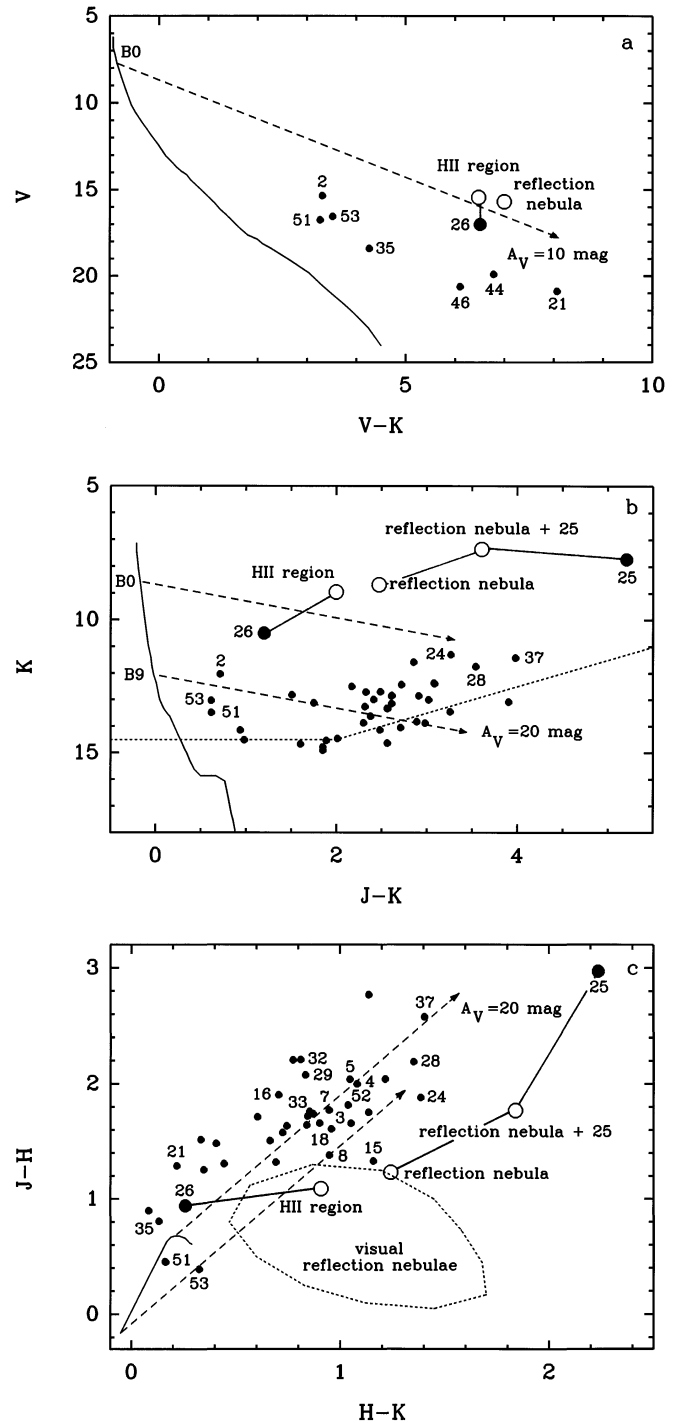 5
a
B0
10
HII region
reflection
nebula
V
15
2
51
53
26
35
A_V=10 mag
20
46
44
21
25
0
5
10
V-K
5
b
reflection nebula + 25
25
HII region
reflection nebula
B0
10
26
K
2
24
37
28
B9
53
51
A_V=20 mag
15
0
2
4
J-K
3
c
25
37
A_V=20 mag
32
28
29
5
4
2
16
33
7
52
24
3
18
reflection nebula + 25
J-H
21
8
15
reflection nebula
26
1
HII region
35
visual
reflection nebulae
51
53
0
0
1
2
H-K